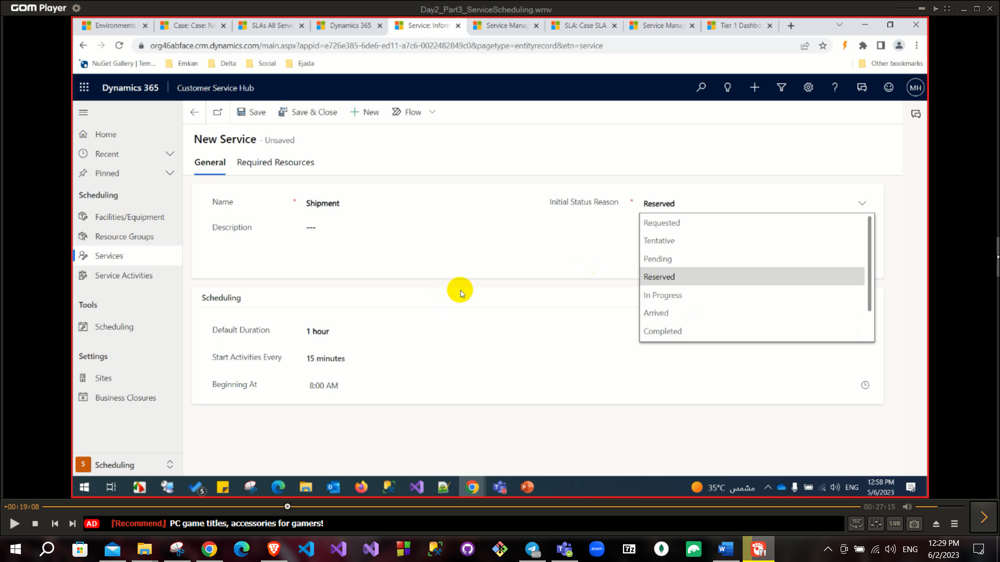 GOM Player
Day2_Part3_ServiceScheduling.wmv
Environments
Case: Case: Ne
SLAs All Servic
Dynamics 365
Service: Inform
Service Manag
SLA: Case SLA
Service Manag
Tier 1 Dashbo
org46abface.crm.dynamics.com/main.aspx?appid=e726e385-6de6-ed11-a7c6-0022482849c0&pagetype=entityrecord&etn=service
NuGet Gallery | Tem...
Emkan
Delta
Social
Ejada
Other bookmarks
Dynamics 365
Customer Service Hub
MH
Save
Save & Close
New
Flow
Home
Recent
Pinned
Scheduling
Facilities/Equipment
Resource Groups
Services
Service Activities
Tools
Scheduling
Settings
Sites
Business Closures
S
Scheduling
New Service - Unsaved
General
Required Resources
Name * Shipment
Description ---
Initial Status Reason * Reserved
Requested
Tentative
Pending
Reserved
In Progress
Arrived
Completed
Scheduling
Default Duration 1 hour
Start Activities Every 15 minutes
Beginning At 8:00 AM
5
35°C مشمس
ENG
12:58 PM
5/6/2023
-00:19:08
00:27:15
AD
『Recommend』 PC game titles, accessories for gamers!
360°
SUB
405
zoom
7z
W
ENG
12:29 PM
6/2/2023